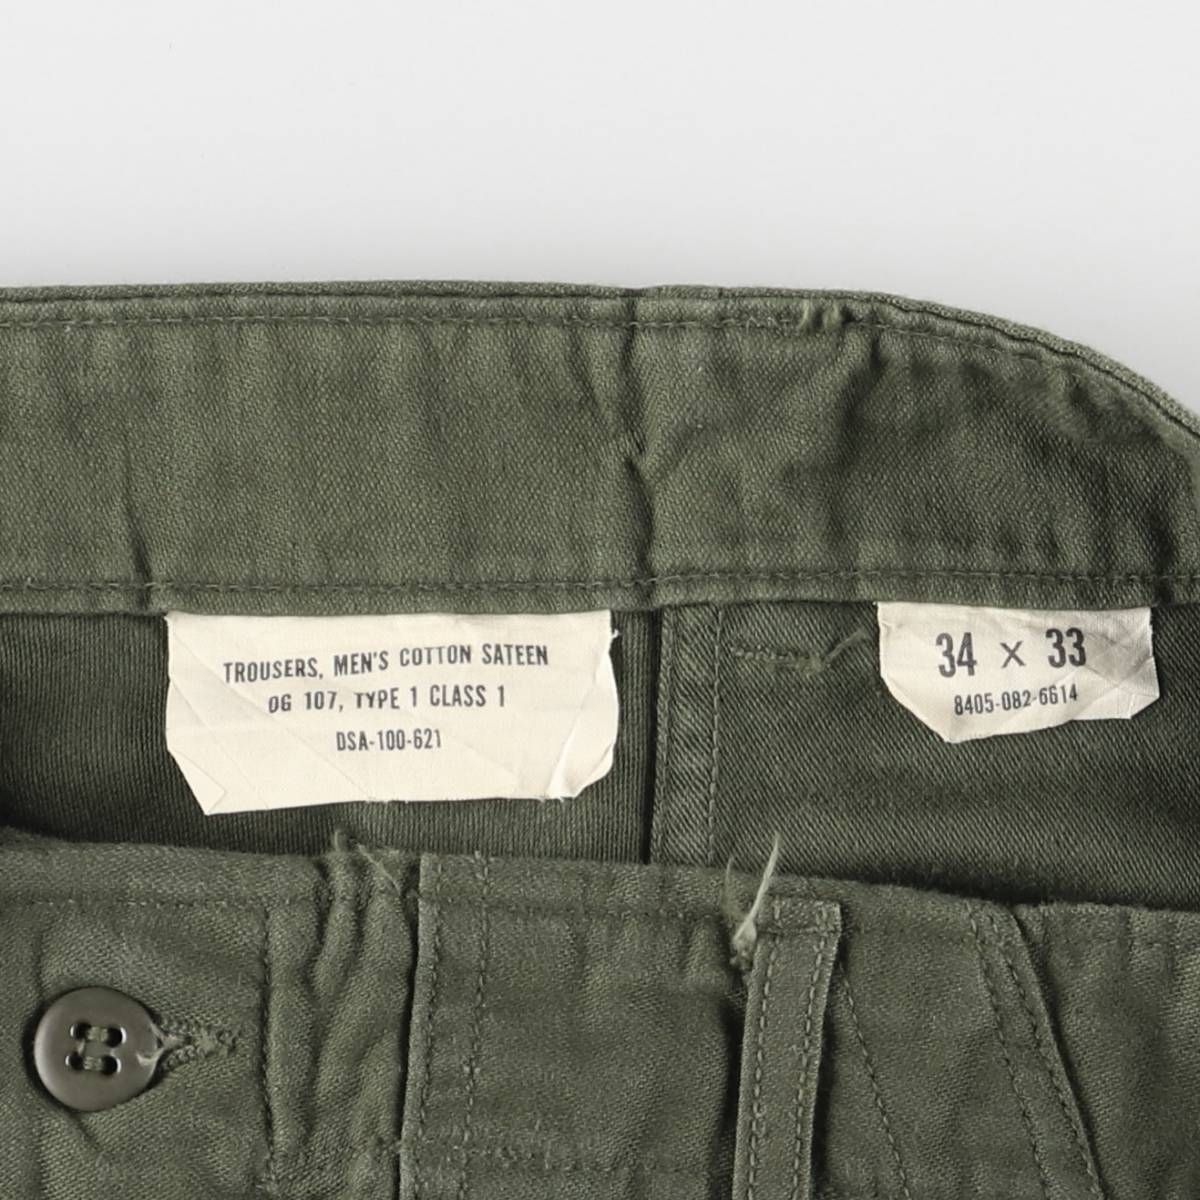 TROUSERS, MEN'S COTTON SATEEN
OG 107, TYPE 1 CLASS 1
DSA-100-621
34 x 33
8405-082-6614